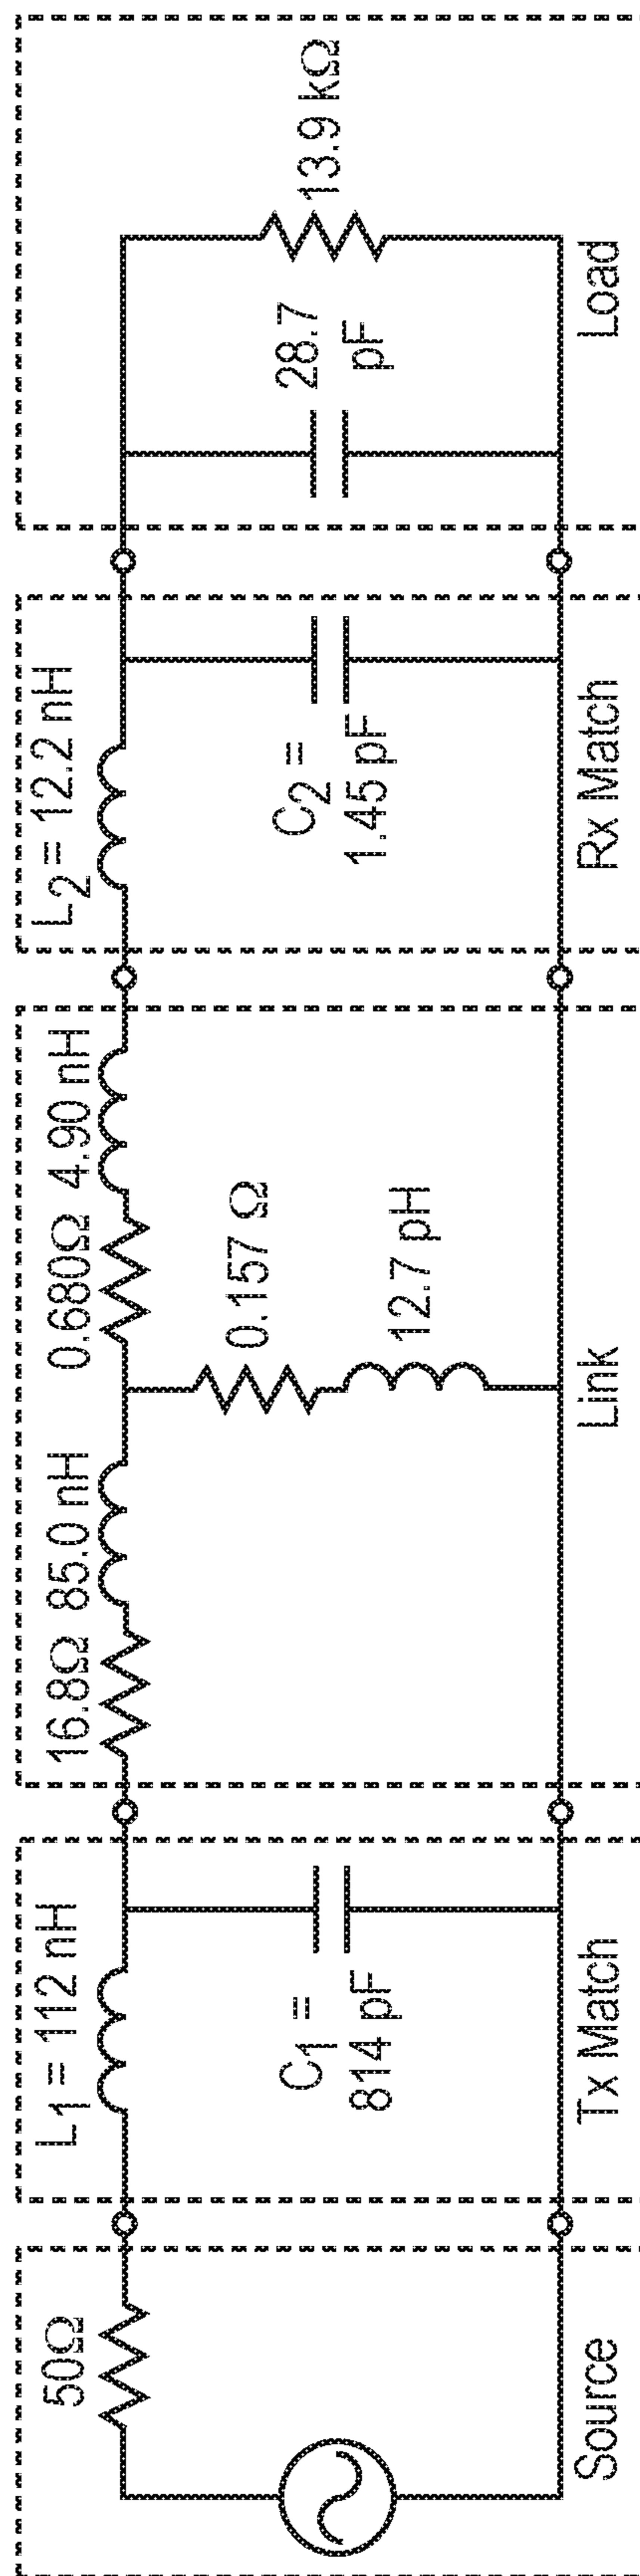 50Ω
Source
L1 = 112 nH
C1 =
814 pF
Tx Match
16.8Ω 85.0 nH
0.680Ω 4.90 nH
0.157 Ω
12.7 pH
Link
L2 = 12.2 nH
C2 =
1.45 pF
Rx Match
28.7
pF
13.9 kΩ
Load